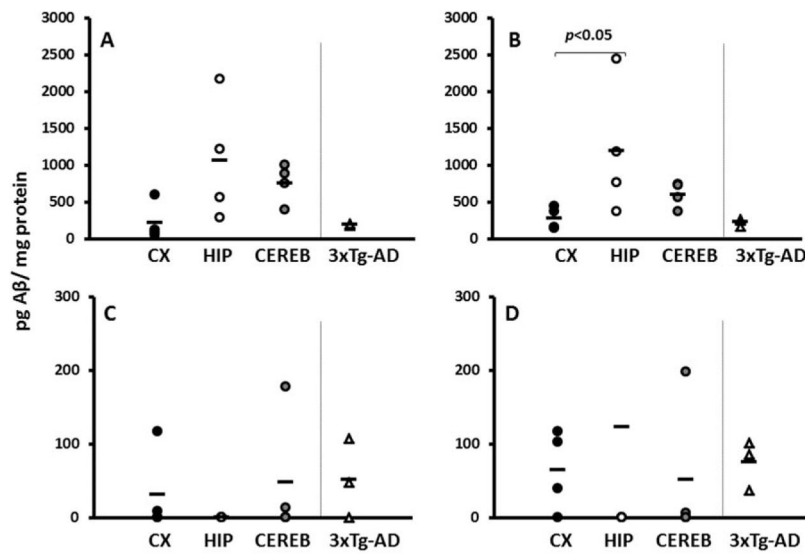 pg Aβ/ mg protein
A
3000
2500
2000
1500
1000
500
0
CX HIP CEREB 3xTg-AD
B
p<0.05
3000
2500
2000
1500
1000
500
0
CX HIP CEREB 3xTg-AD
C
300
200
100
0
CX HIP CEREB 3xTg-AD
D
300
200
100
0
CX HIP CEREB 3xTg-AD